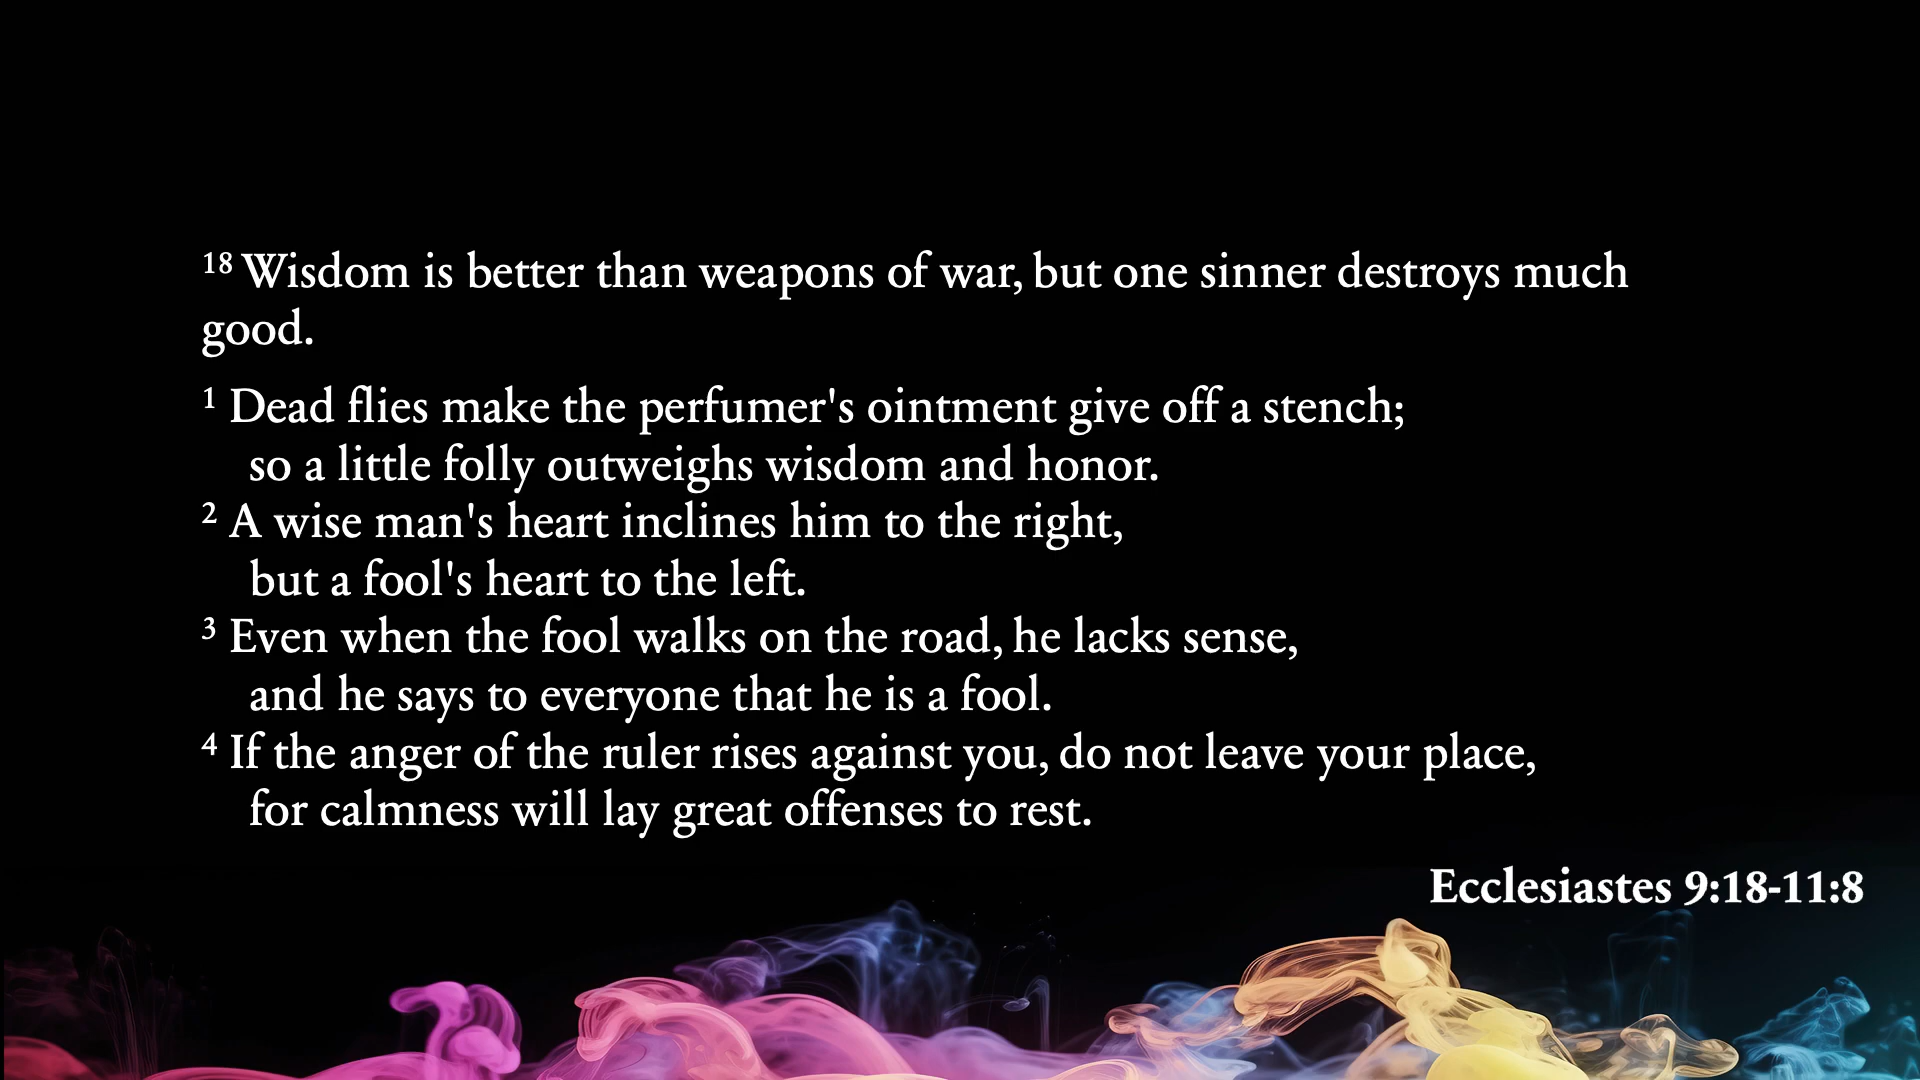 18 Wisdom is better than weapons of war, but one sinner destroys much
good.
1 Dead flies make the perfumer's ointment give off a stench;
so a little folly outweighs wisdom and honor.
2 A wise man's heart inclines him to the right,
but a fool's heart to the left.
3 Even when the fool walks on the road, he lacks sense,
and he says to everyone that he is a fool.
4 If the anger of the ruler rises against you, do not leave your place,
for calmness will lay great offenses to rest.
Ecclesiastes 9:18-11:8